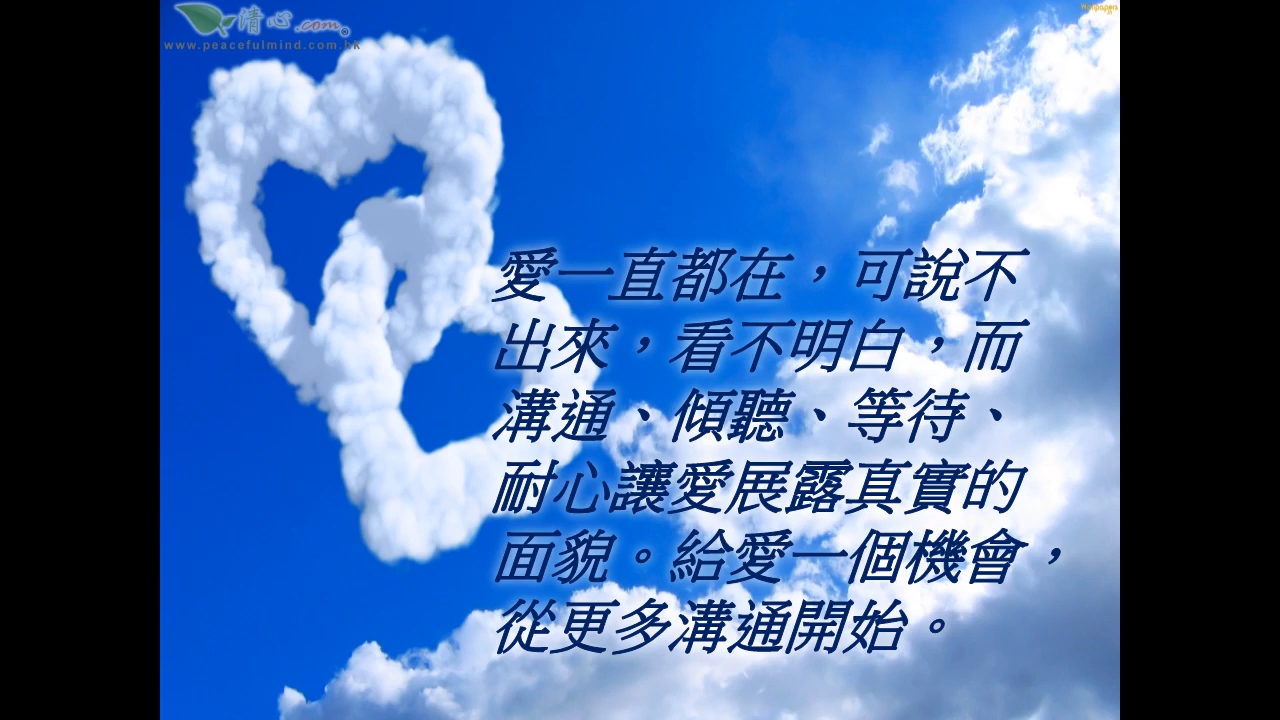 清心.com®
www.peacefulmind.com.hk
Wallpapers
愛一直都在，可說不
出來，看不明白，而
溝通、傾聽、等待、
耐心讓愛展露真實的
面貌。給愛一個機會，
從更多溝通開始。